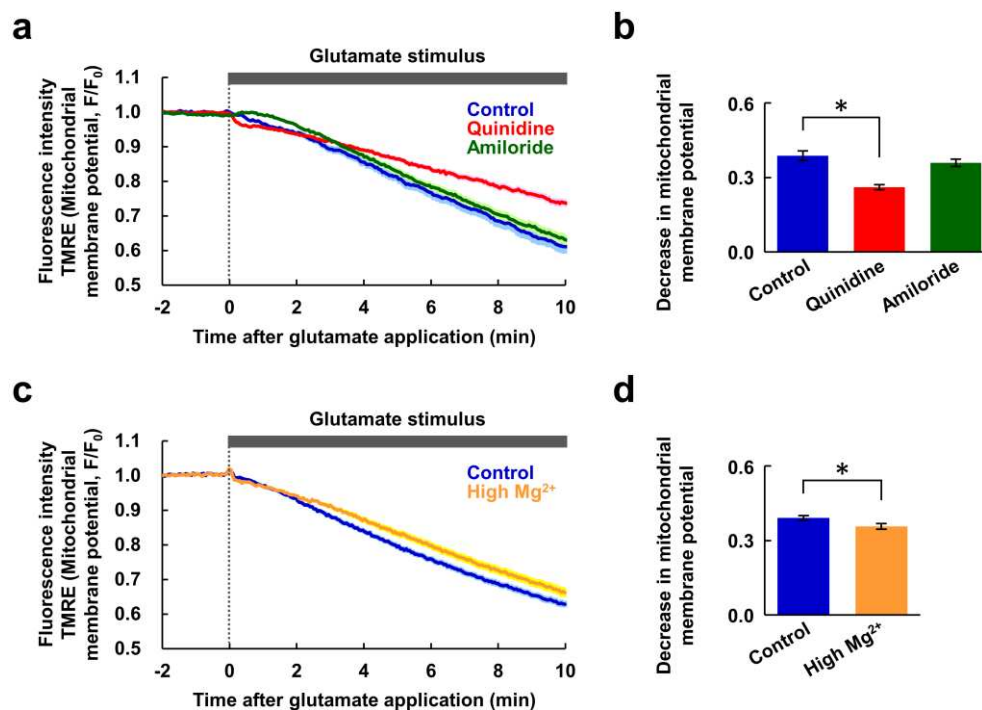 a
Glutamate stimulus
Fluorescence intensity
TMRE (Mitochondrial
membrane potential, F/F₀)
1.1
1.0
0.9
0.8
0.7
0.6
0.5
Control
Quinidine
Amiloride
-2
0
2
4
6
8
10
Time after glutamate application (min)
b
Decrease in mitochondrial
membrane potential
0.6
0.3
0.0
*
Control
Quinidine
Amiloride
c
Glutamate stimulus
Fluorescence intensity
TMRE (Mitochondrial
membrane potential, F/F₀)
1.1
1.0
0.9
0.8
0.7
0.6
0.5
Control
High Mg²⁺
-2
0
2
4
6
8
10
Time after glutamate application (min)
d
Decrease in mitochondrial
membrane potential
0.6
0.3
0.0
*
Control
High Mg²⁺